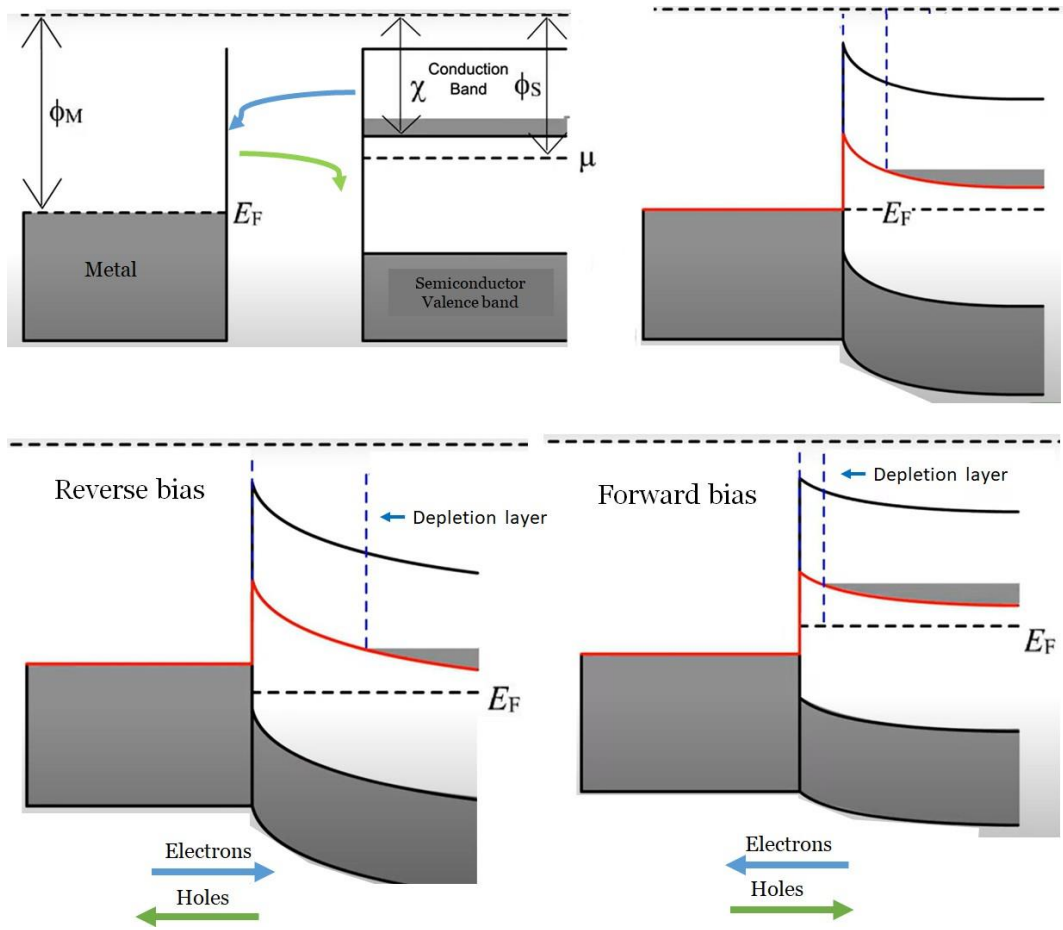 ϕM
χ
Conduction
Band
ϕS
μ
EF
Metal
Semiconductor
Valence band
EF
Reverse bias
Depletion layer
EF
Electrons
Holes
Forward bias
Depletion layer
EF
Electrons
Holes